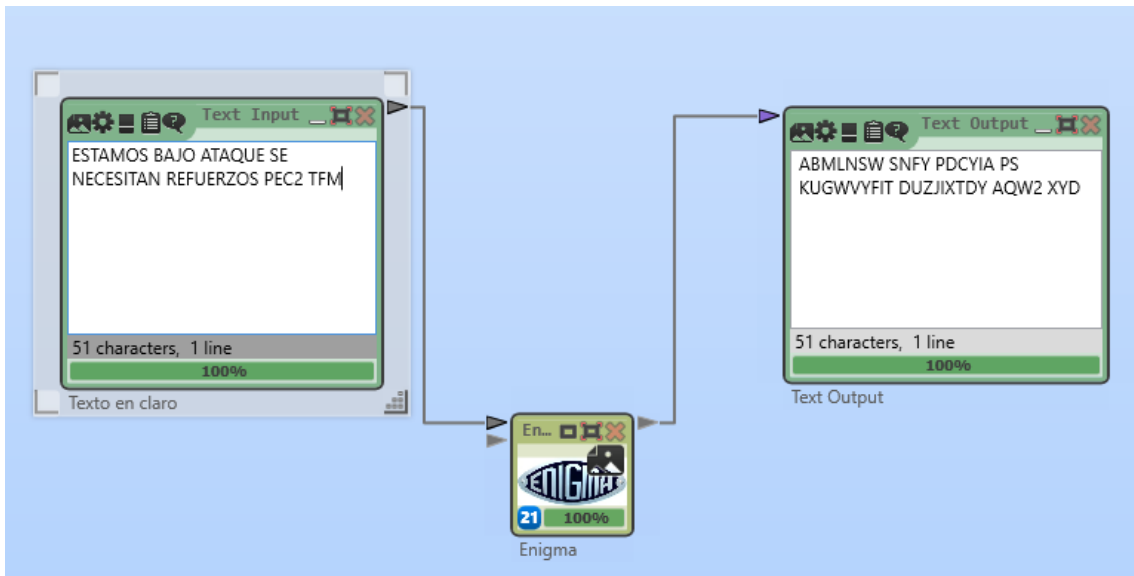 Text Input
ESTAMOS BAJO ATAQUE SE
NECESITAN REFUERZOS PEC2 TFM
51 characters, 1 line
100%
Texto en claro
Text Output
ABMLNSW SNFY PDCYIA PS
KUGWVYFIT DUZJIXTDY AQW2 XYD
51 characters, 1 line
100%
Text Output
En...
ENIGMA
21
100%
Enigma